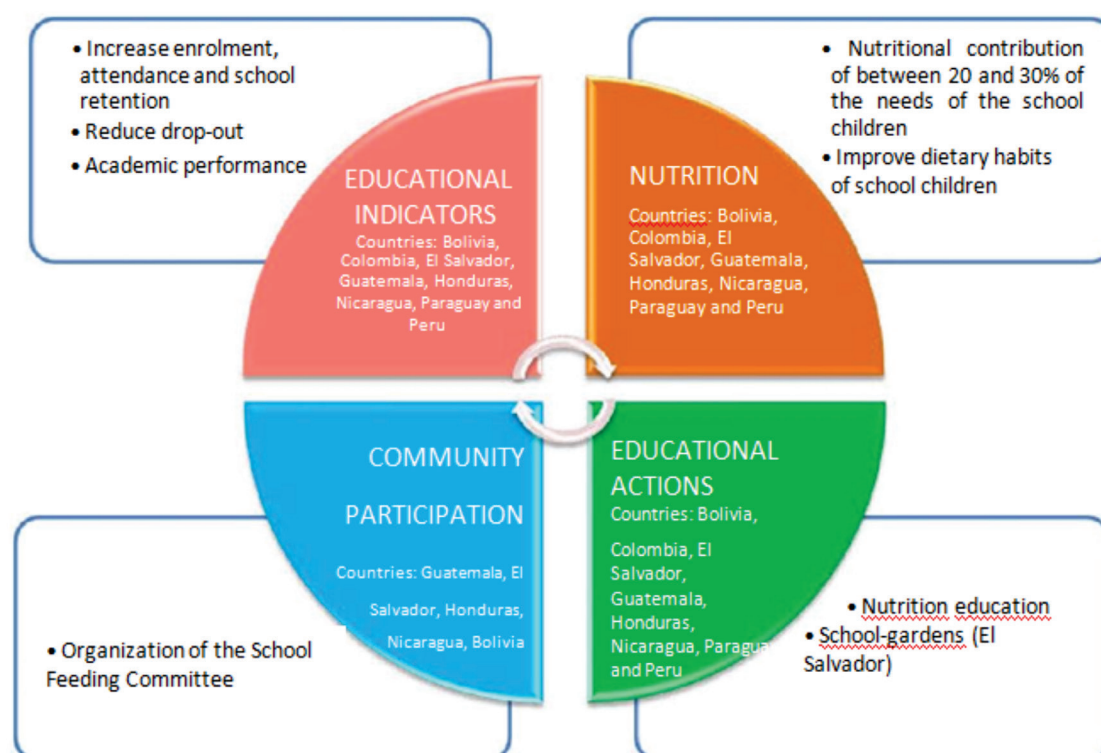 • Increase enrolment,
attendance and school
retention
• Reduce drop-out
• Academic performance
• Nutritional contribution
of between 20 and 30% of
the needs of the school
children
• Improve dietary habits
of school children
EDUCATIONAL
INDICATORS
Countries: Bolivia,
Colombia, El Salvador,
Guatemala, Honduras,
Nicaragua, Paraguay and
Peru
NUTRITION
Countries: Bolivia,
Colombia, El
Salvador, Guatemala,
Honduras, Nicaragua,
Paraguay and Peru
COMMUNITY
PARTICIPATION
Countries: Guatemala, El
Salvador, Honduras,
Nicaragua, Bolivia
EDUCATIONAL
ACTIONS
Countries: Bolivia,
Colombia, El
Salvador,
Guatemala,
Honduras,
Nicaragua, Paragua
and Peru
• Organization of the School
Feeding Committee
• Nutrition education
• School-gardens (El
Salvador)